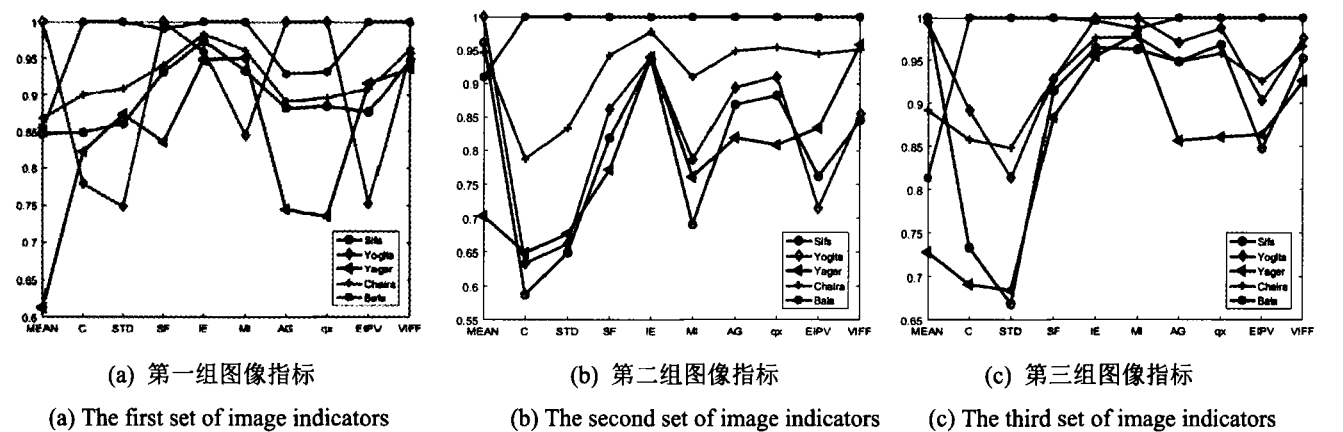 1
0.95
0.9
0.85
0.8
0.75
0.7
0.65
0.6
MEAN C STD SF IE MI AG qx EIPV VIFF
Sifs
Yogita
Yager
Chaira
Bala
(a) 第一组图像指标
(a) The first set of image indicators
1
0.95
0.9
0.85
0.8
0.75
0.7
0.65
0.6
0.55
MEAN C STD SF IE MI AG qx EIPV VIFF
Sifs
Yogita
Yager
Chaira
Bala
(b) 第二组图像指标
(b) The second set of image indicators
1
0.95
0.9
0.85
0.8
0.75
0.7
0.65
MEAN C STD SF IE MI AG qx EIPV VIFF
Sifs
Yogita
Yager
Chaira
Bala
(c) 第三组图像指标
(c) The third set of image indicators